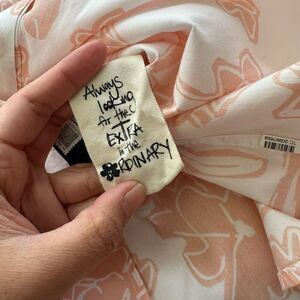 Always
looking
for the
EXTRA
in the
ORDINARY